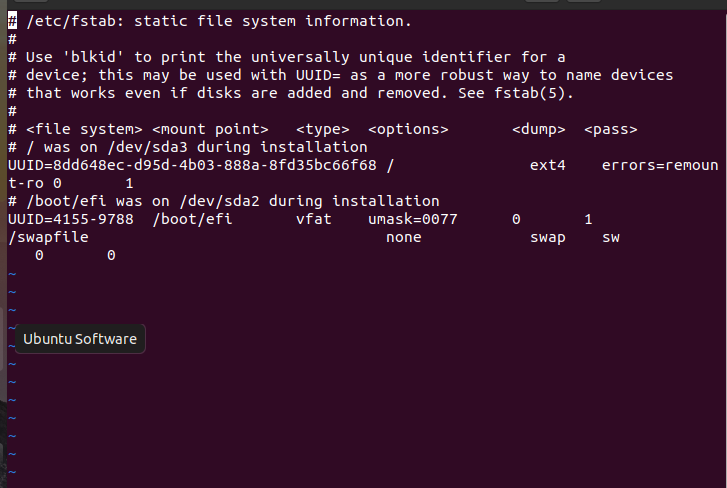 # /etc/fstab: static file system information.
#
# Use 'blkid' to print the universally unique identifier for a
# device; this may be used with UUID= as a more robust way to name devices
# that works even if disks are added and removed. See fstab(5).
#
# <file system> <mount point>   <type>  <options>       <dump>  <pass>
# / was on /dev/sda3 during installation
UUID=8dd648ec-d95d-4b03-888a-8fd35bc66f68 /               ext4    errors=remoun
t-ro 0       1
# /boot/efi was on /dev/sda2 during installation
UUID=4155-9788  /boot/efi       vfat    umask=0077      0       1
/swapfile                                 none            swap    sw
   0       0
~
~
~
~
Ubuntu Software
~
~
~
~
~
~
~
~